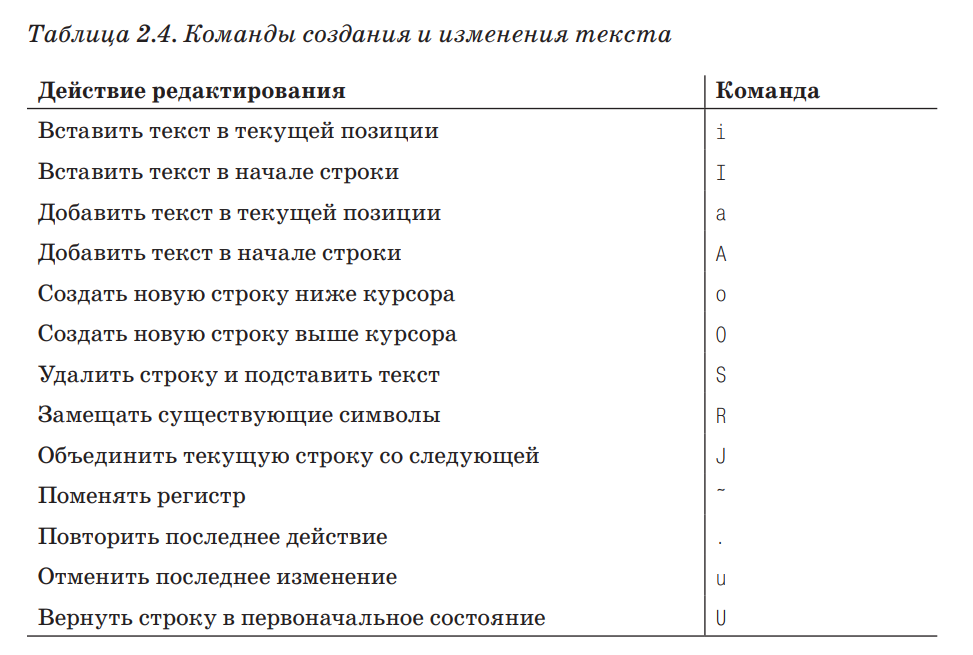 Таблица 2.4. Команды создания и изменения текста
Действие редактирования Команда
Вставить текст в текущей позиции i
Вставить текст в начале строки I
Добавить текст в текущей позиции a
Добавить текст в начале строки A
Создать новую строку ниже курсора o
Создать новую строку выше курсора O
Удалить строку и подставить текст S
Замещать существующие символы R
Объединить текущую строку со следующей J
Поменять регистр ~
Повторить последнее действие .
Отменить последнее изменение u
Вернуть строку в первоначальное состояние U